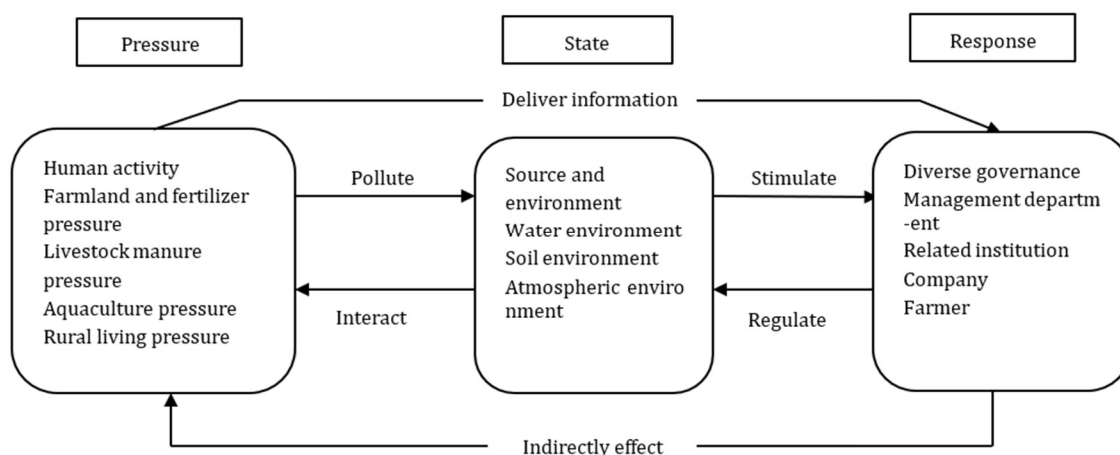 Pressure
State
Response
Deliver information
Human activity
Farmland and fertilizer
pressure
Livestock manure
pressure
Aquaculture pressure
Rural living pressure
Pollute
Interact
Source and
environment
Water environment
Soil environment
Atmospheric enviro
nment
Stimulate
Regulate
Diverse governance
Management departm
-ent
Related institution
Company
Farmer
Indirectly effect